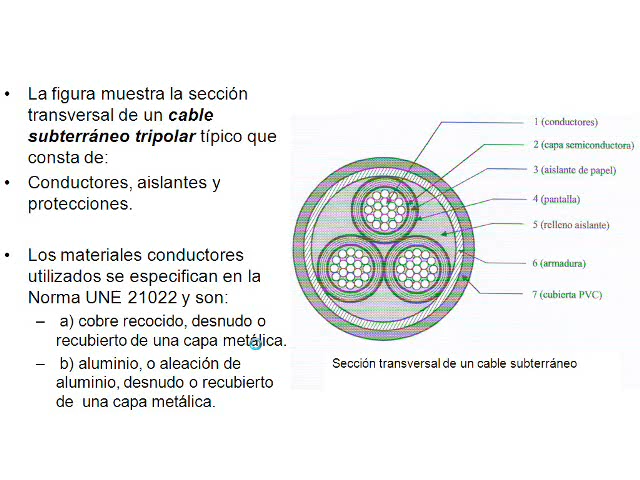 • La figura muestra la sección
transversal de un cable
subterráneo tripolar típico que
consta de:
• Conductores, aislantes y
protecciones.
• Los materiales conductores
utilizados se especifican en la
Norma UNE 21022 y son:
– a) cobre recocido, desnudo o
recubierto de una capa metálica.
– b) aluminio, o aleación de
aluminio, desnudo o recubierto
de una capa metálica.
1 (conductores)
2 (capa semiconductora)
3 (aislante de papel)
4 (pantalla)
5 (relleno aislante)
6 (armadura)
7 (cubierta PVC)
Sección transversal de un cable subterráneo